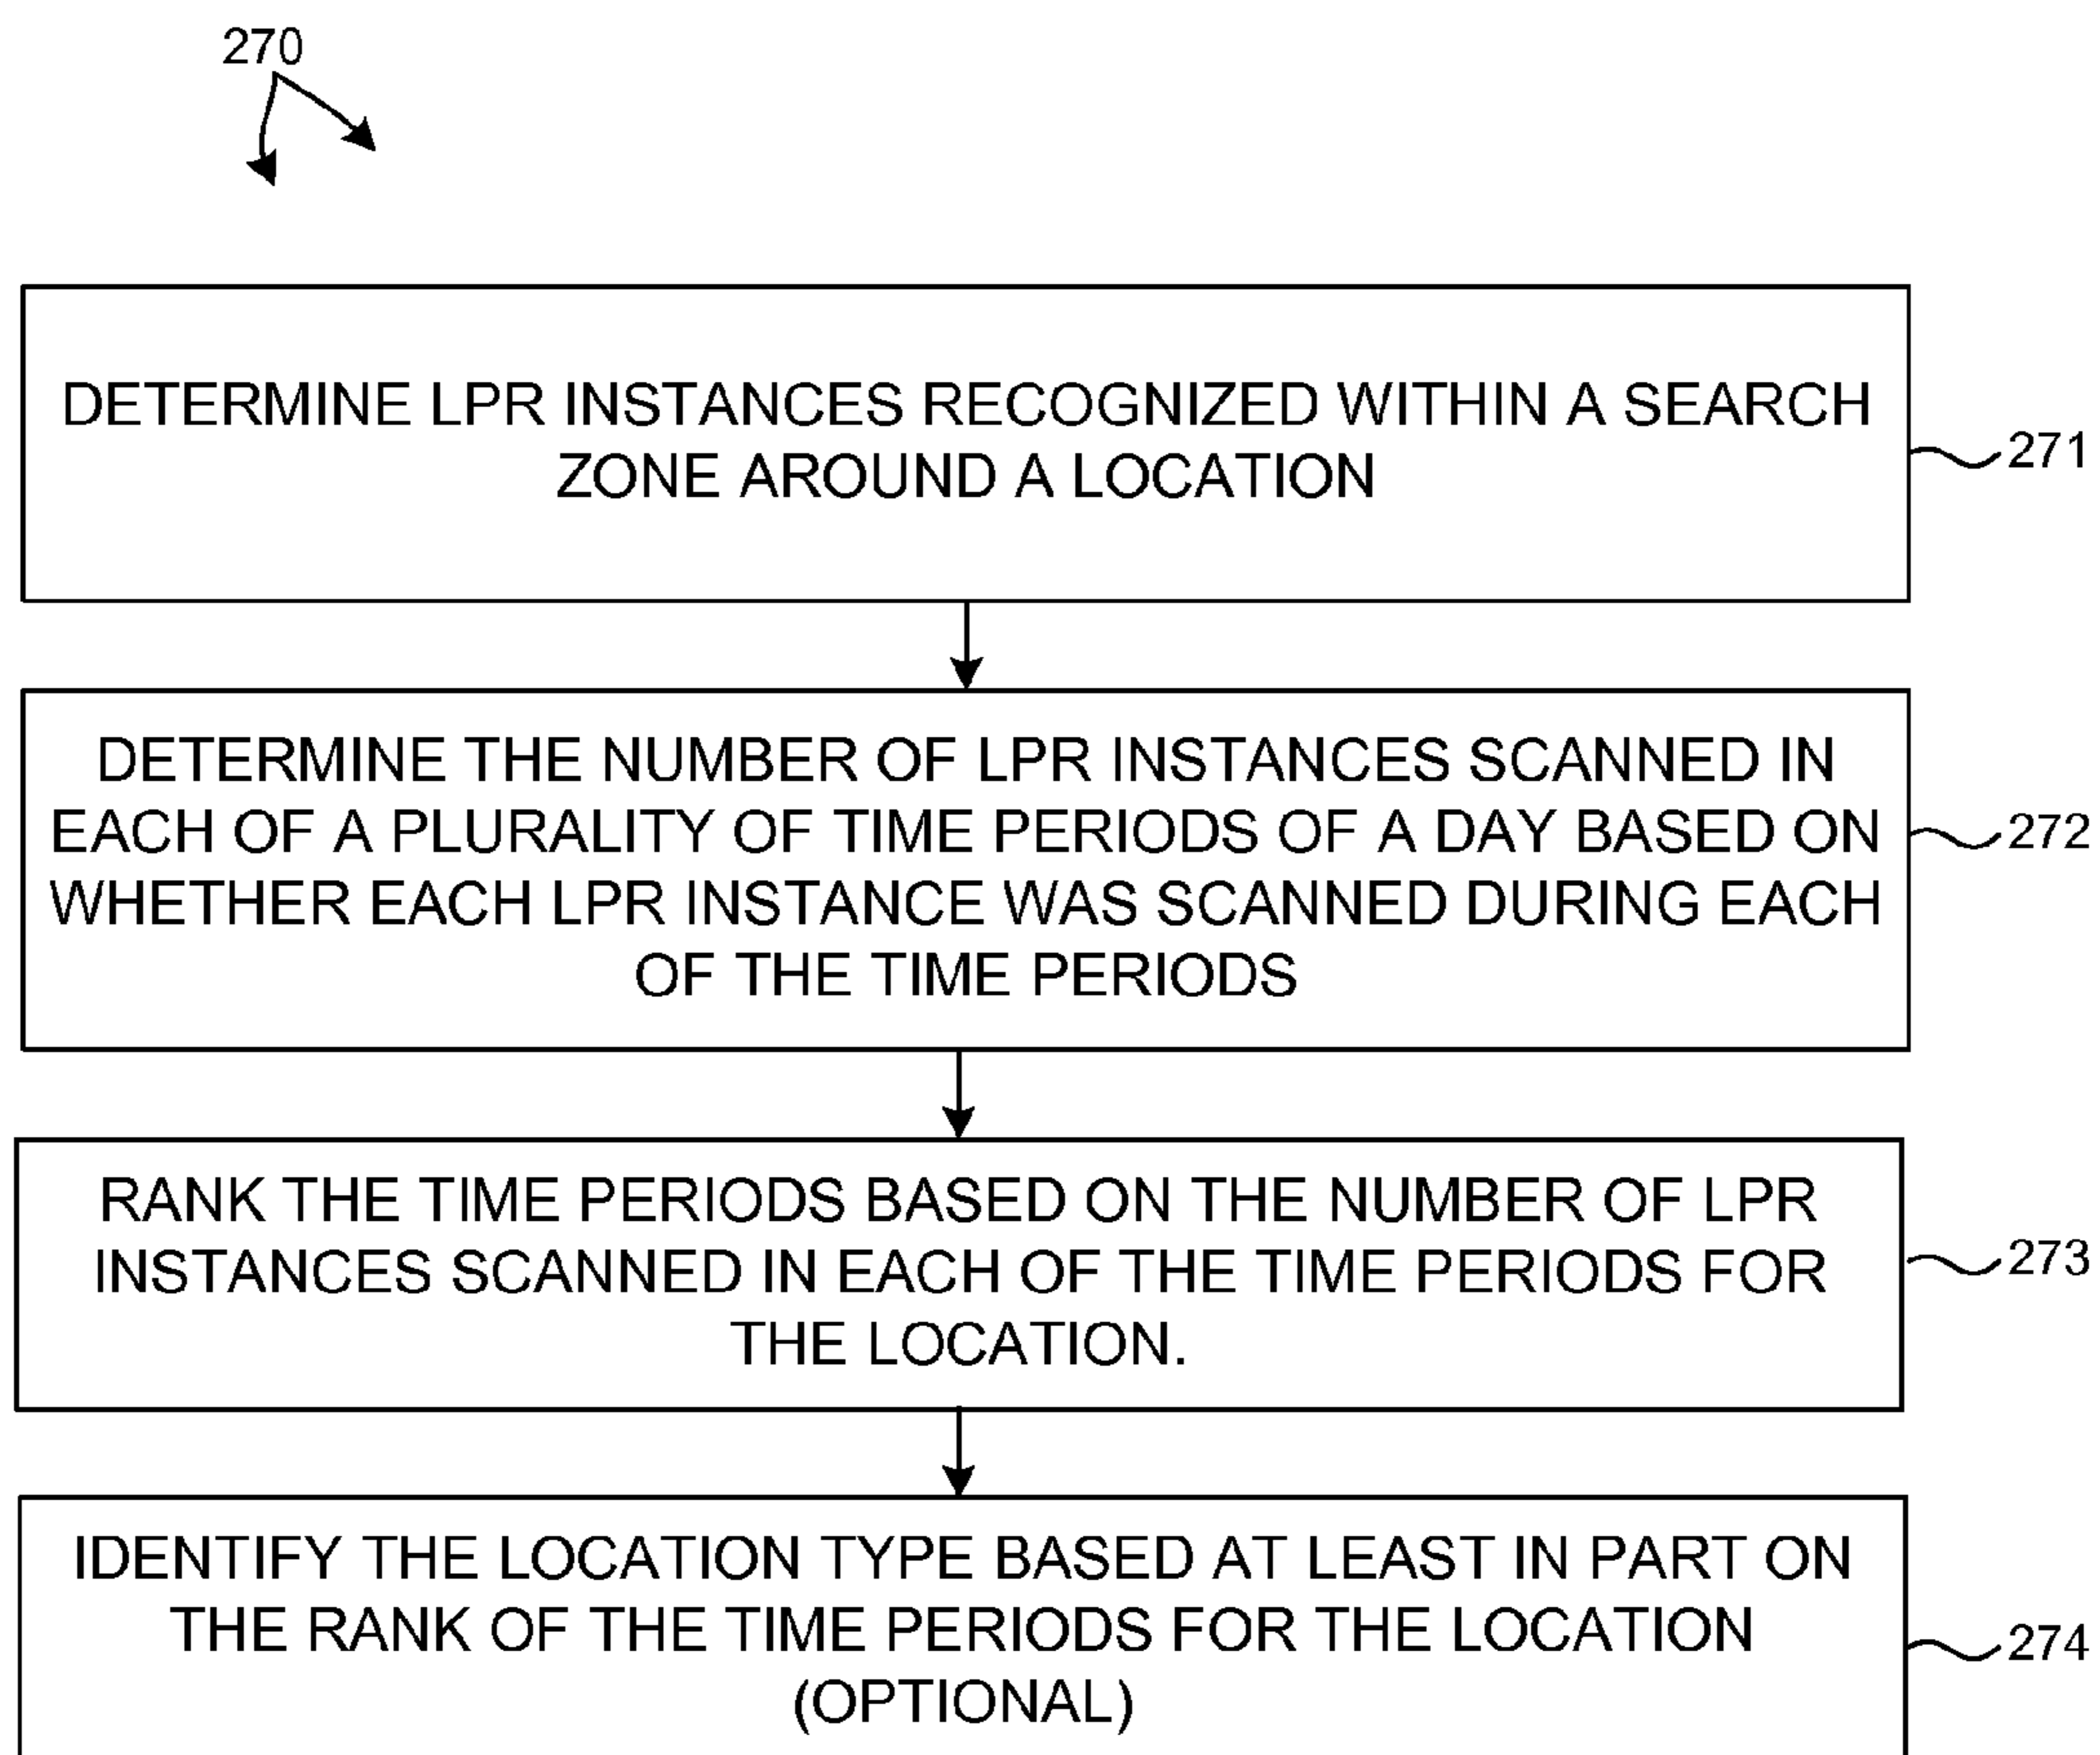 270
DETERMINE LPR INSTANCES RECOGNIZED WITHIN A SEARCH
ZONE AROUND A LOCATION
271
DETERMINE THE NUMBER OF LPR INSTANCES SCANNED IN
EACH OF A PLURALITY OF TIME PERIODS OF A DAY BASED ON
WHETHER EACH LPR INSTANCE WAS SCANNED DURING EACH
OF THE TIME PERIODS
272
RANK THE TIME PERIODS BASED ON THE NUMBER OF LPR
INSTANCES SCANNED IN EACH OF THE TIME PERIODS FOR
THE LOCATION.
273
IDENTIFY THE LOCATION TYPE BASED AT LEAST IN PART ON
THE RANK OF THE TIME PERIODS FOR THE LOCATION
(OPTIONAL)
274